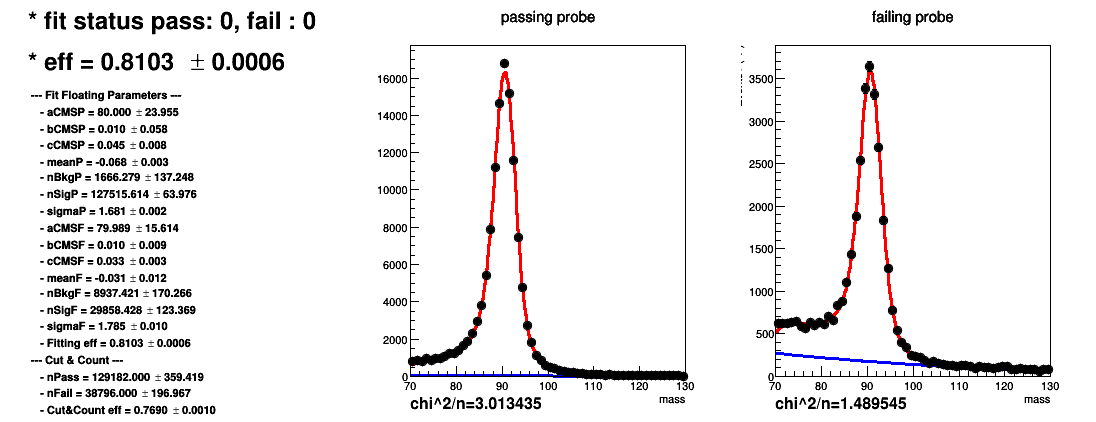 * fit status pass: 0, fail : 0
* eff = 0.8103 ± 0.0006
--- Fit Floating Parameters ---
- aCMSP = 80.000 ± 23.955
- bCMSP = 0.010 ± 0.058
- cCMSP = 0.045 ± 0.008
- meanP = -0.068 ± 0.003
- nBkgP = 1666.279 ± 137.248
- nSigP = 127515.614 ± 63.976
- sigmaP = 1.681 ± 0.002
- aCMSF = 79.989 ± 15.614
- bCMSF = 0.010 ± 0.009
- cCMSF = 0.033 ± 0.003
- meanF = -0.031 ± 0.012
- nBkgF = 8937.421 ± 170.266
- nSigF = 29858.428 ± 123.369
- sigmaF = 1.785 ± 0.010
- Fitting eff = 0.8103 ± 0.0006
--- Cut & Count ---
- nPass = 129182.000 ± 359.419
- nFail = 38796.000 ± 196.967
- Cut&Count eff = 0.7690 ± 0.0010
passing probe
16000
14000
12000
10000
8000
6000
4000
2000
0
70 80 90 100 110 120 130
mass
chi^2/n=3.013435
failing probe
3500
3000
2500
2000
1500
1000
500
0
70 80 90 100 110 120 130
mass
chi^2/n=1.489545